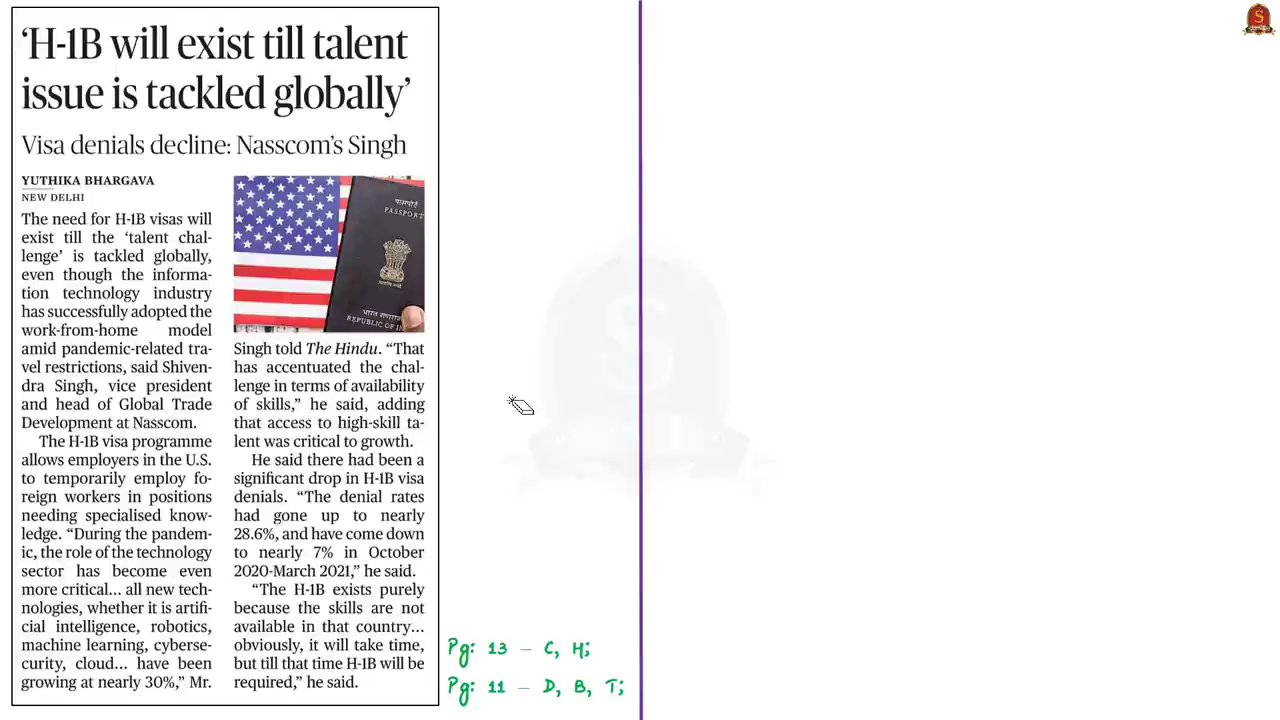 ‘H-1B will exist till talent
issue is tackled globally’
Visa denials decline: Nasscom’s Singh
YUTHIKA BHARGAVA
NEW DELHI
The need for H-1B visas will
exist till the ‘talent chal-
lenge’ is tackled globally,
even though the informa-
tion technology industry
has successfully adopted the
work-from-home model
amid pandemic-related tra-
vel restrictions, said Shiven-
dra Singh, vice president
and head of Global Trade
Development at Nasscom.
The H-1B visa programme
allows employers in the U.S.
to temporarily employ fo-
reign workers in positions
needing specialised know-
ledge. “During the pandem-
ic, the role of the technology
sector has become even
more critical... all new tech-
nologies, whether it is artifi-
cial intelligence, robotics,
machine learning, cyberse-
curity, cloud... have been
growing at nearly 30%,” Mr.
पासपोर्ट
PASSPORT
भारत गणराज्य
REPUBLIC OF IN
Singh told The Hindu. “That
has accentuated the chal-
lenge in terms of availability
of skills,” he said, adding
that access to high-skill ta-
lent was critical to growth.
He said there had been a
significant drop in H-1B visa
denials. “The denial rates
had gone up to nearly
28.6%, and have come down
to nearly 7% in October
2020-March 2021,” he said.
“The H-1B exists purely
because the skills are not
available in that country...
obviously, it will take time,
but till that time H-1B will be
required,” he said.
Pg: 13 – C, H;
Pg: 11 – D, B, T;
S